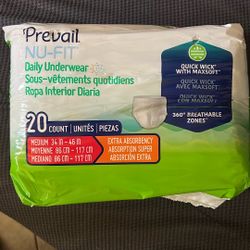 Prevail
NU-FIT
Daily Underwear
Sous-vêtements quotidiens
Ropa Interior Diaria
QUICK WICK
WITH MAXSOFT
QUICK WICK
AVEC MAXSOFT
QUICK WICK
CON MAXSOFT
360° BREATHABLE
ZONES
20 COUNT | UNITÉS | PIEZAS
MEDIUM 34 IN - 46 IN
MOYENNE 86 CM - 117 CM
MEDIANO 86 CM - 117 CM
EXTRA ABSORBENCY
ABSORPTION SUPER
ABSORCIÓN EXTRA